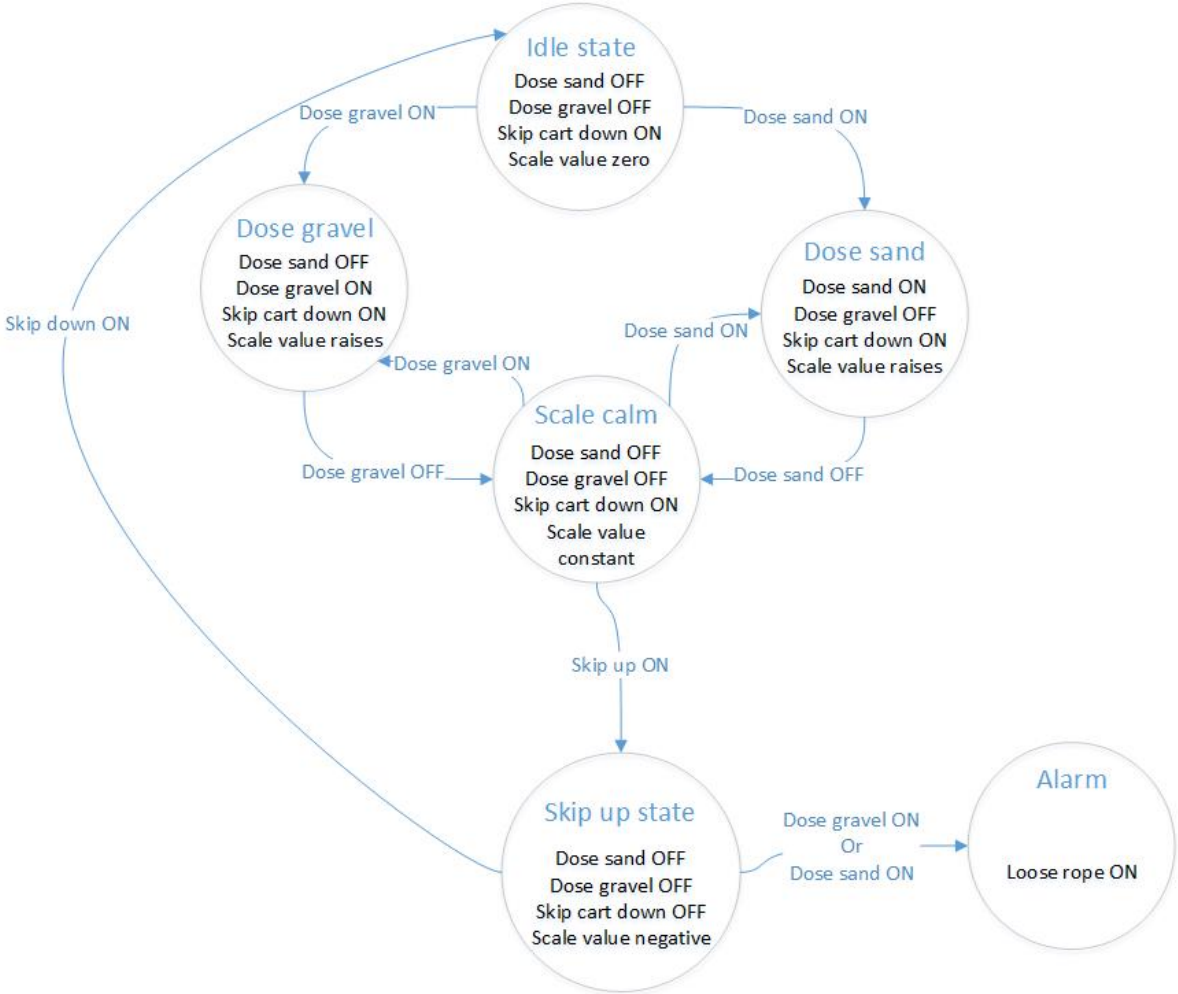 Idle state
Dose sand OFF
Dose gravel OFF
Skip cart down ON
Scale value zero
Dose gravel ON
Dose sand ON
Dose gravel
Dose sand OFF
Dose gravel ON
Skip cart down ON
Scale value raises
Dose sand
Dose sand ON
Dose gravel OFF
Skip cart down ON
Scale value raises
Skip down ON
Dose sand ON
Dose gravel ON
Scale calm
Dose sand OFF
Dose gravel OFF
Skip cart down ON
Scale value
constant
Dose gravel OFF
Dose sand OFF
Skip up ON
Skip up state
Dose sand OFF
Dose gravel OFF
Skip cart down OFF
Scale value negative
Dose gravel ON
Or
Dose sand ON
Alarm
Loose rope ON